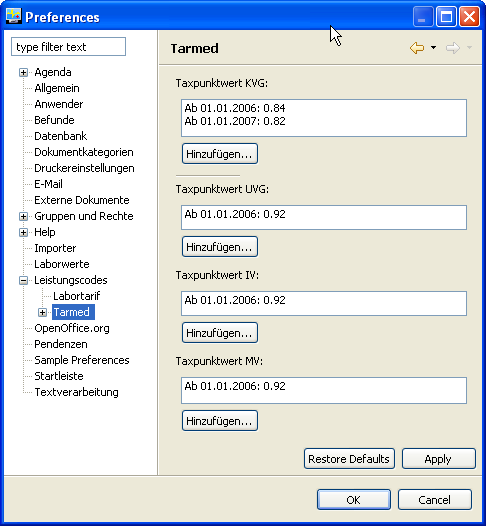 Preferences
type filter text
Agenda
Allgemein
Anwender
Befunde
Datenbank
Dokumentkategorien
Druckereinstellungen
E-Mail
Externe Dokumente
Gruppen und Rechte
Help
Importer
Laborwerte
Leistungscodes
Labortarif
Tarmed
OpenOffice.org
Pendenzen
Sample Preferences
Startleiste
Textverarbeitung
Tarmed
Taxpunktwert KVG:
Ab 01.01.2006: 0.84
Ab 01.01.2007: 0.82
Hinzufügen...
Taxpunktwert UVG:
Ab 01.01.2006: 0.92
Hinzufügen...
Taxpunktwert IV:
Ab 01.01.2006: 0.92
Hinzufügen...
Taxpunktwert MV:
Ab 01.01.2006: 0.92
Hinzufügen...
Restore Defaults
Apply
OK
Cancel